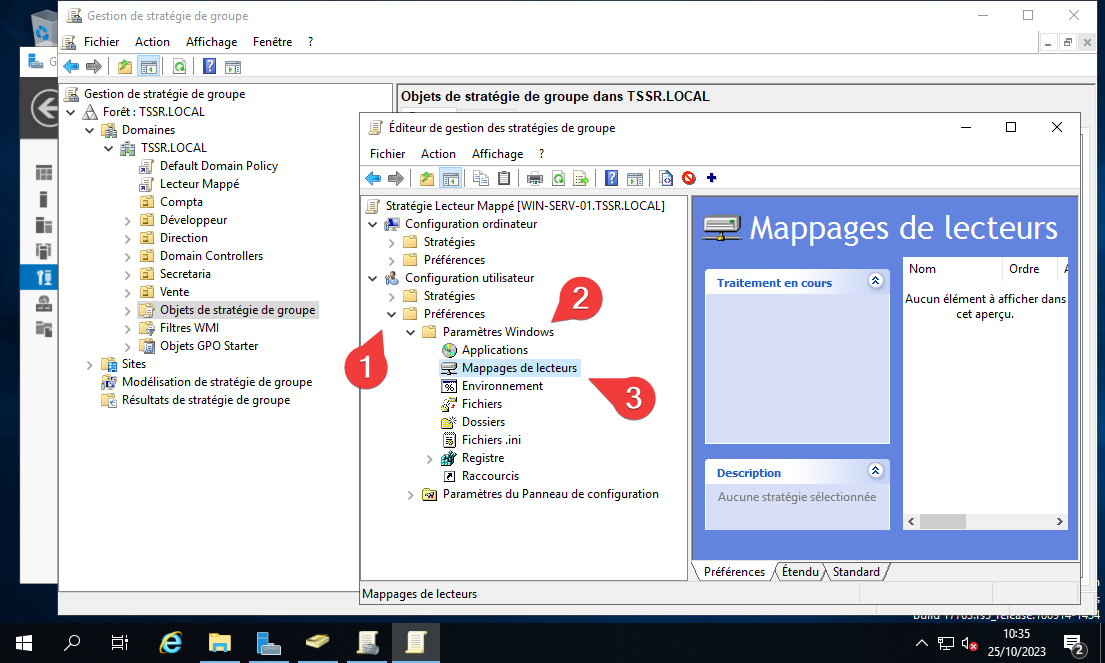 Gestion de stratégie de groupe
Fichier Action Affichage Fenêtre ?
G
Gestion de stratégie de groupe
Forêt : TSSR.LOCAL
Domaines
TSSR.LOCAL
Default Domain Policy
Lecteur Mappé
Compta
Développeur
Direction
Domain Controllers
Secretaria
Vente
Objets de stratégie de groupe
Filtres WMI
Objets GPO Starter
Sites
Modélisation de stratégie de groupe
Résultats de stratégie de groupe
Objets de stratégie de groupe dans TSSR.LOCAL
Éditeur de gestion des stratégies de groupe
Fichier Action Affichage ?
Stratégie Lecteur Mappé [WIN-SERV-01.TSSR.LOCAL]
Configuration ordinateur
Stratégies
Préférences
Configuration utilisateur
Stratégies
Préférences
Paramètres Windows
Applications
Mappages de lecteurs
Environnement
Fichiers
Dossiers
Fichiers .ini
Registre
Raccourcis
Paramètres du Panneau de configuration
1
2
3
Mappages de lecteurs
Traitement en cours
Description
Aucune stratégie sélectionnée
Nom Ordre
Aucun élément à afficher dans
cet aperçu.
Préférences Étendu Standard
Mappages de lecteurs
10:35
25/10/2023
2